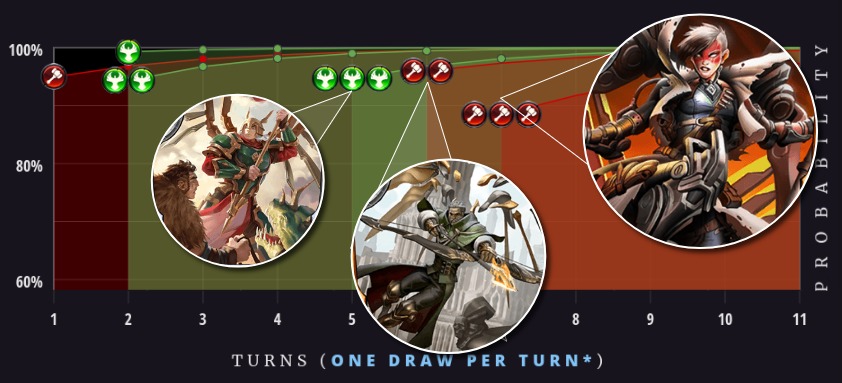 100%
80%
60%
1 2 3 4 5 8 9 10 11
TURNS (ONE DRAW PER TURN*)
PROBABILITY